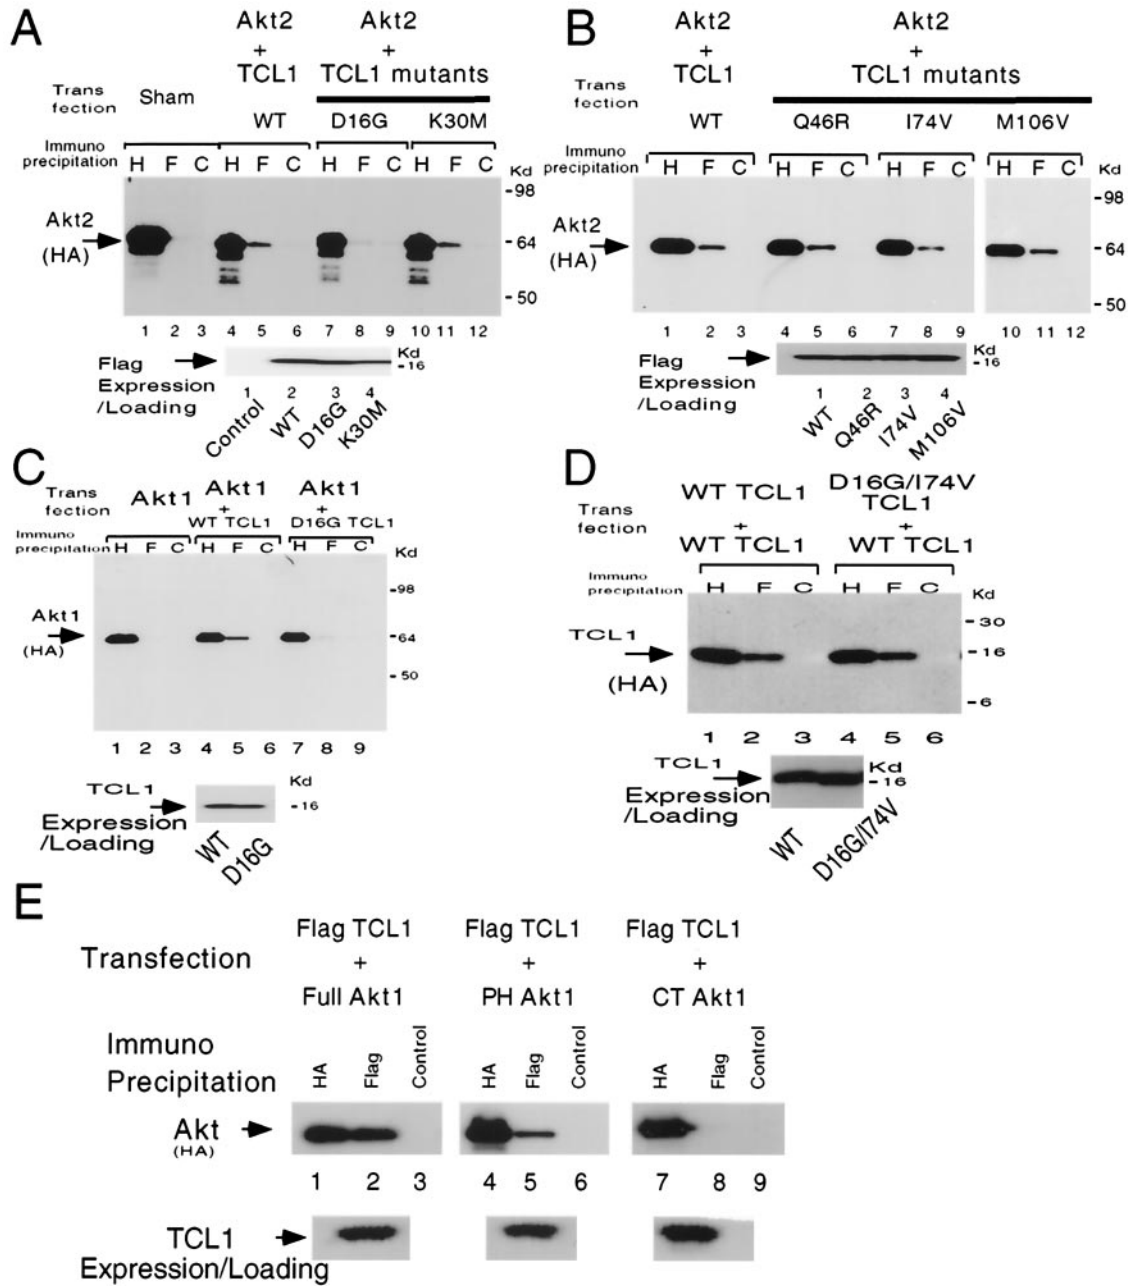 A
Akt2
+
TCL1
Akt2
+
TCL1 mutants
Trans
fection
Sham
WT
D16G
K30M
Immuno
precipitation
H F C H F C H F C H F C
Kd
-98
Akt2
(HA)
-64
-50
1 2 3 4 5 6 7 8 9 10 11 12
Flag
Expression
/Loading
Kd
-16
1 2 3 4
Control
WT
D16G
K30M
B
Akt2
+
TCL1
Akt2
+
TCL1 mutants
Trans
fection
WT
Q46R
I74V
M106V
Immuno
precipitation
H F C H F C H F C H F C
Kd
-98
Akt2
(HA)
-64
-50
1 2 3 4 5 6 7 8 9 10 11 12
Flag
Expression
/Loading
Kd
-16
1 2 3 4
WT
Q46R
I74V
M106V
C
Trans
fection
Akt1
Akt1
+
WT TCL1
Akt1
+
D16G TCL1
Immuno
precipitation
H F C H F C H F C
Kd
-98
Akt1
(HA)
-64
-50
1 2 3 4 5 6 7 8 9
TCL1
Expression
/Loading
Kd
-16
WT
D16G
D
Trans
fection
WT TCL1
+
WT TCL1
D16G/I74V
TCL1
+
WT TCL1
Immuno
precipitation
H F C H F C
Kd
-30
TCL1
(HA)
-16
-6
1 2 3 4 5 6
TCL1
Expression
/Loading
Kd
-16
WT
D16G/I74V
E
Transfection
Flag TCL1
+
Full Akt1
Flag TCL1
+
PH Akt1
Flag TCL1
+
CT Akt1
Immuno
Precipitation
HA
Flag
Control
HA
Flag
Control
HA
Flag
Control
Akt
(HA)
1 2 3 4 5 6 7 8 9
TCL1
Expression/Loading